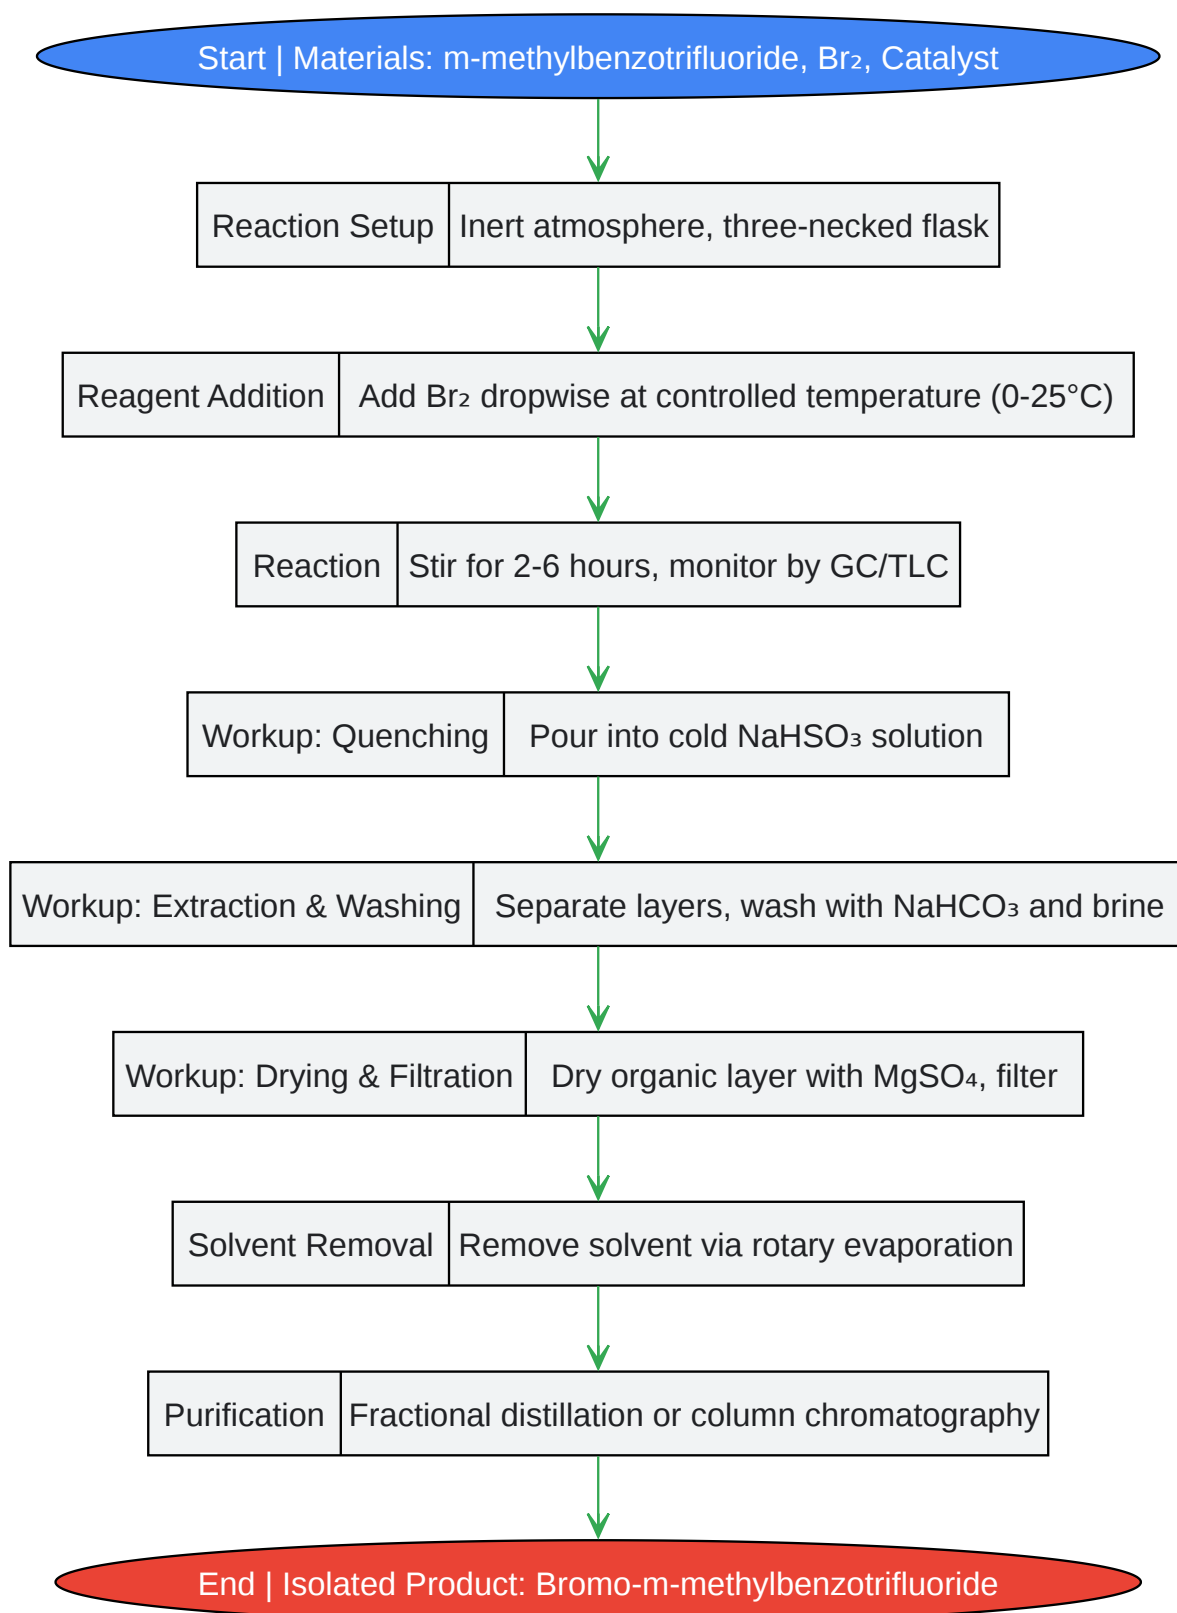 Start | Materials: m-methylbenzotrifluoride, Br₂, Catalyst
Reaction Setup Inert atmosphere, three-necked flask
Reagent Addition Add Br₂ dropwise at controlled temperature (0-25°C)
Reaction Stir for 2-6 hours, monitor by GC/TLC
Workup: Quenching Pour into cold NaHSO₃ solution
Workup: Extraction & Washing Separate layers, wash with NaHCO₃ and brine
Workup: Drying & Filtration Dry organic layer with MgSO₄, filter
Solvent Removal Remove solvent via rotary evaporation
Purification Fractional distillation or column chromatography
End | Isolated Product: Bromo-m-methylbenzotrifluoride